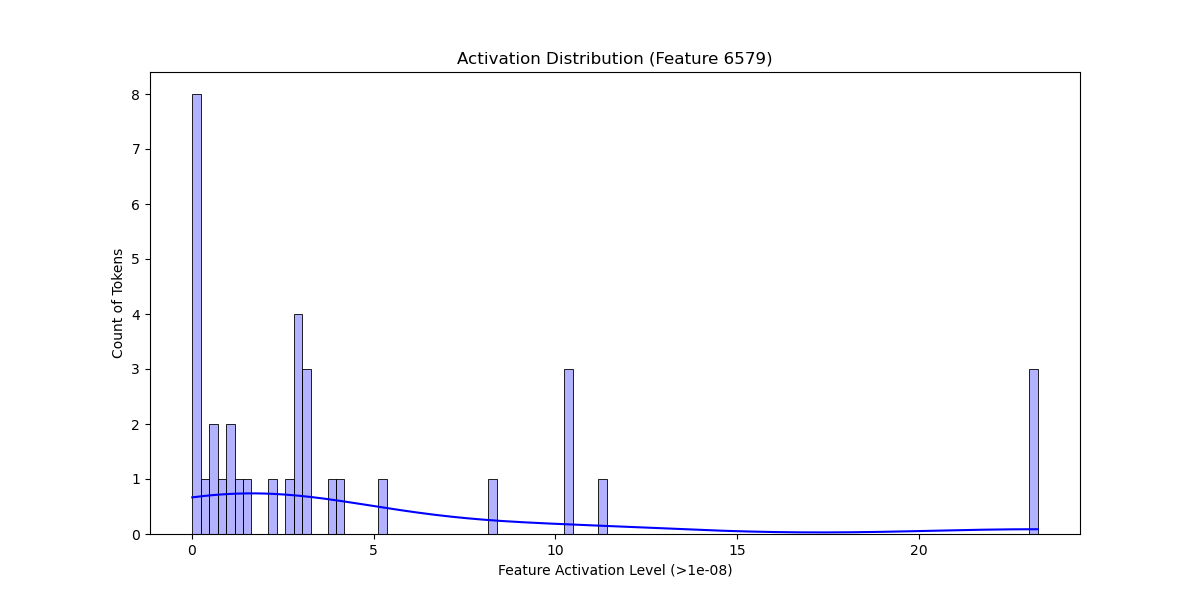 Activation Distribution (Feature 6579)
Count of Tokens
8
7
6
5
4
3
2
1
0
0 5 10 15 20
Feature Activation Level (>1e-08)